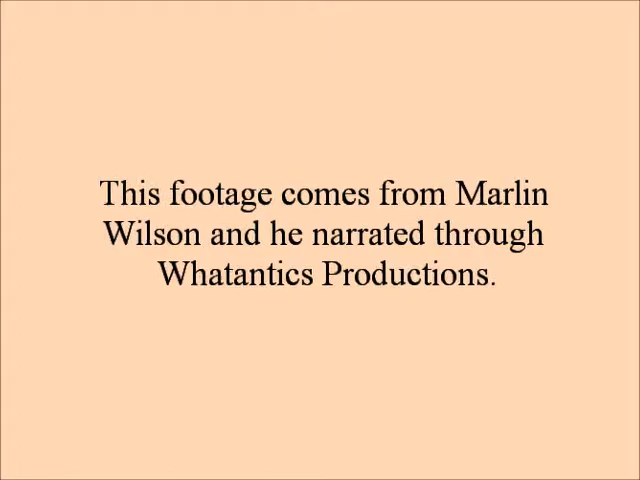 This footage comes from Marlin
Wilson and he narrated through
Whatantics Productions.